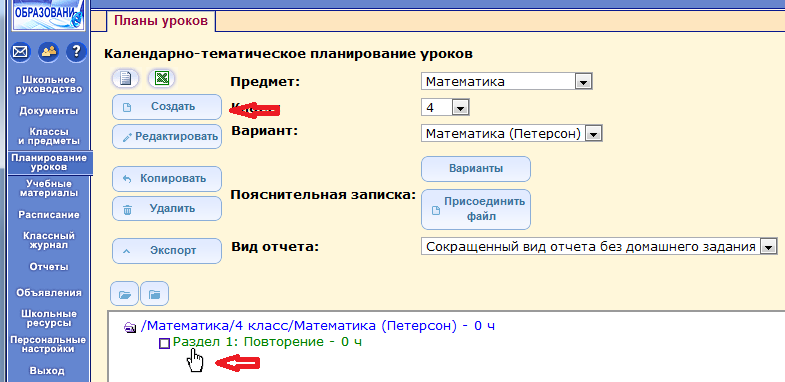 ОБРАЗОВАНИ
Планы уроков
?
Календарно-тематическое планирование уроков
Школьное
руководство
Документы
Классы
и предметы
Планирование
уроков
Учебные
материалы
Расписание
Классный
журнал
Отчеты
Объявления
Школьные
ресурсы
Персональные
настройки
Выход
Предмет:
Математика
Создать
4
Редактировать
Вариант:
Математика (Петерсон)
Варианты
Копировать
Пояснительная записка:
Присоединить
файл
Удалить
Экспорт
Вид отчета:
Сокращенный вид отчета без домашнего задания
/Математика/4 класс/Математика (Петерсон) - 0 ч
Раздел 1: Повторение - 0 ч